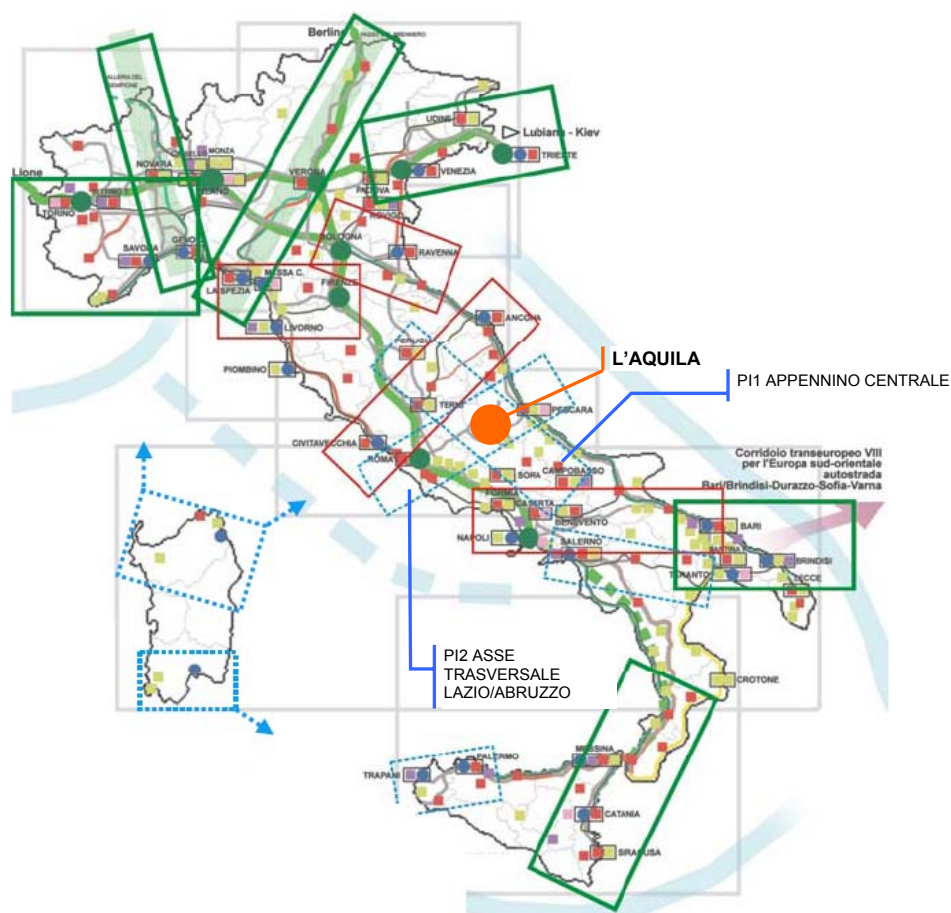 Berlino
UDINE
Lubiana - Kiev
TRIESTE
MONZA
NOVARA
MILANO
VERONA
PADOVA
VENEZIA
ROVIGO
Lione
TORINO
SAVONA
GENOVA
BOLOGNA
RAVENNA
MASSA C.
LA SPEZIA
FIRENZE
LIVORNO
ANCONA
PERUGIA
PIOMBINO
L'AQUILA
PI1 APPENNINO CENTRALE
TERNI
PESCARA
CIVITAVECCHIA
ROMA
SORA
CAMPOBASSO
Corridoio transeuropeo VIII
per l'Europa sud-orientale
autostrada
Bari/Brindisi-Durazzo-Sofia-Varna
FORMIA
CASERTA
BENEVENTO
BARI
NAPOLI
SALERNO
BRINDISI
TARANTO
LECCE
PI2 ASSE
TRASVERSALE
LAZIO/ABRUZZO
CROTONE
MESSINA
PALERMO
TRAPANI
CATANIA
SIRACUSA